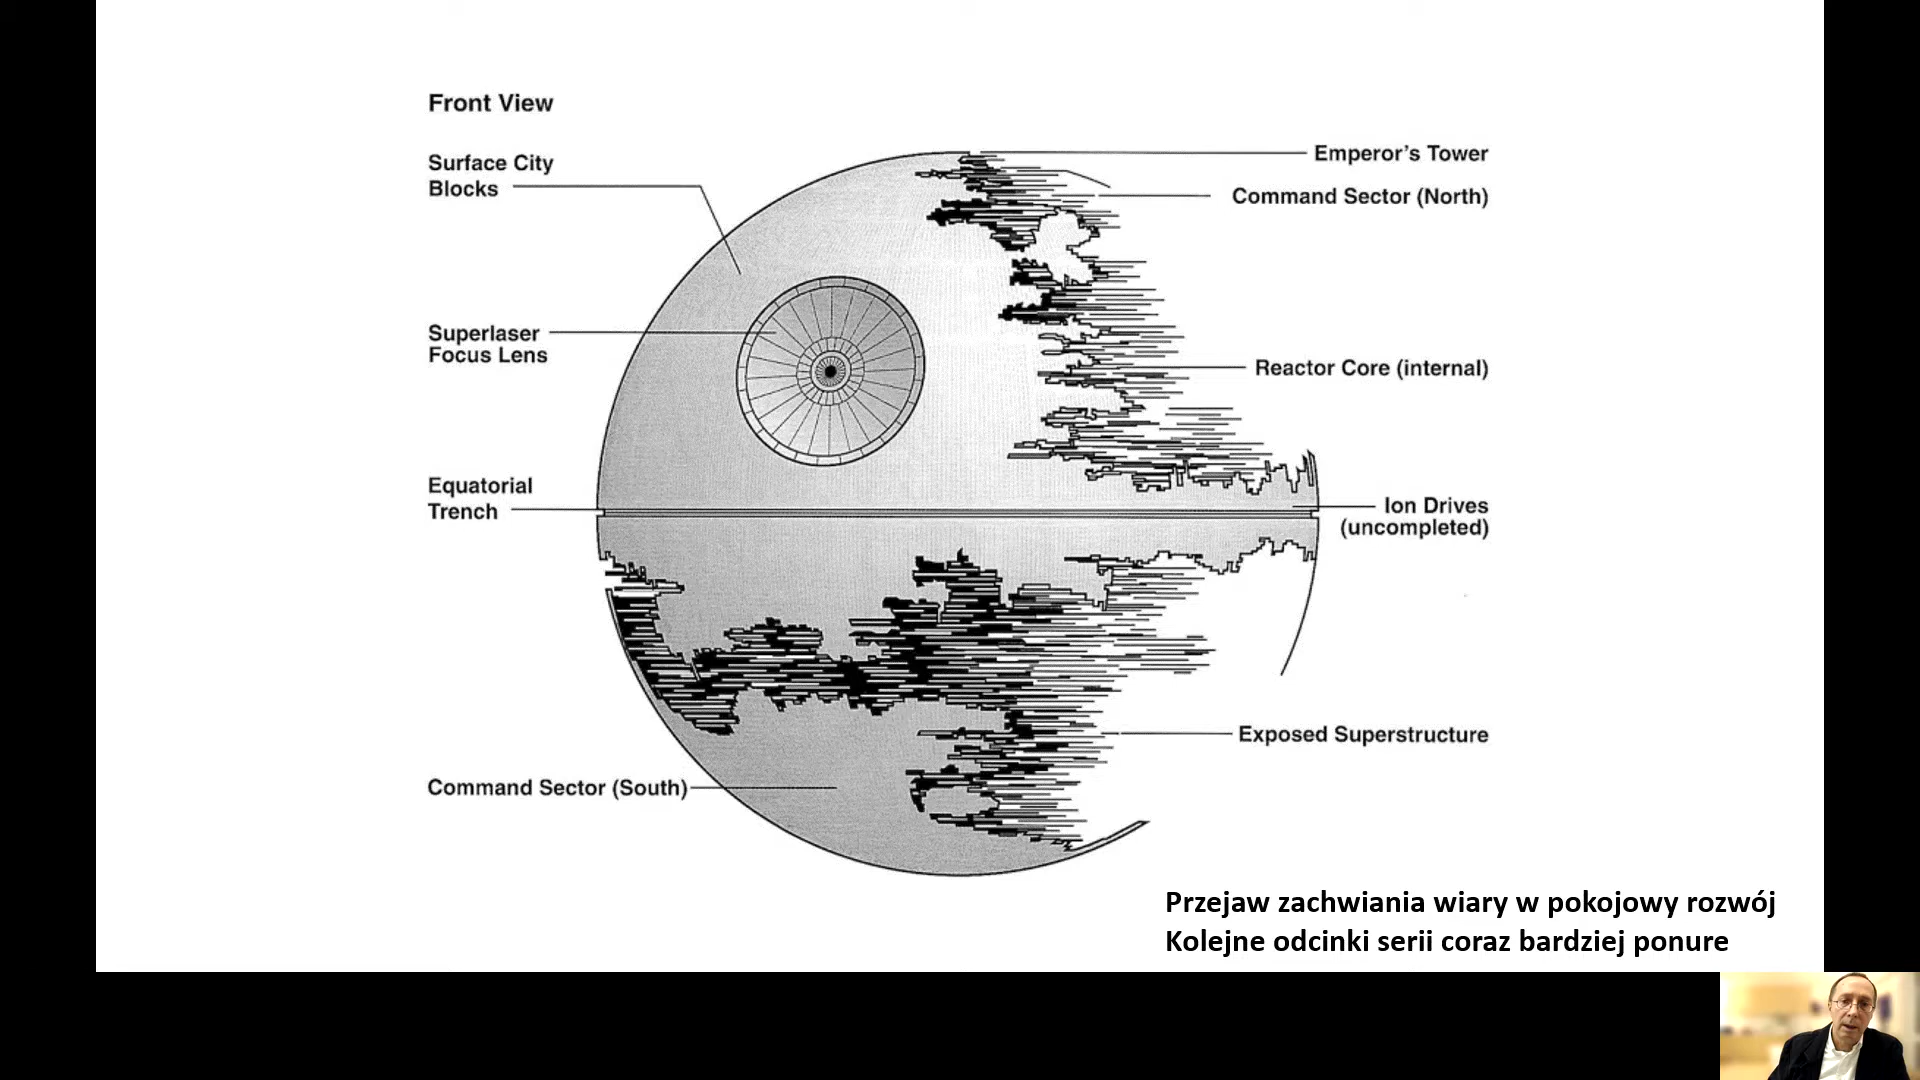 Front View
Surface City
Blocks
Superlaser
Focus Lens
Equatorial
Trench
Command Sector (South)
Emperor's Tower
Command Sector (North)
Reactor Core (internal)
Ion Drives
(uncompleted)
Exposed Superstructure
Przejaw zachwiania wiary w pokojowy rozwój
Kolejne odcinki serii coraz bardziej ponure